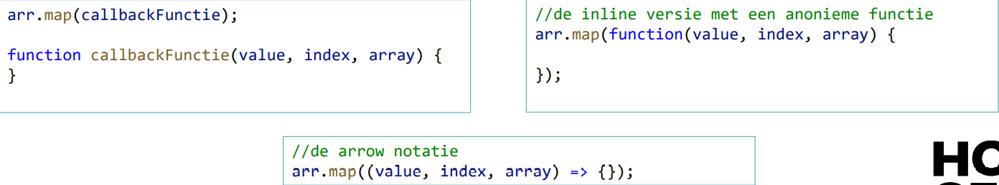 arr.map(callbackFunctie);
function callbackFunctie(value, index, array) {
}
//de inline versie met een anonieme functie
arr.map(function(value, index, array) {
});
//de arrow notatie
arr.map((value, index, array) => {});
HO